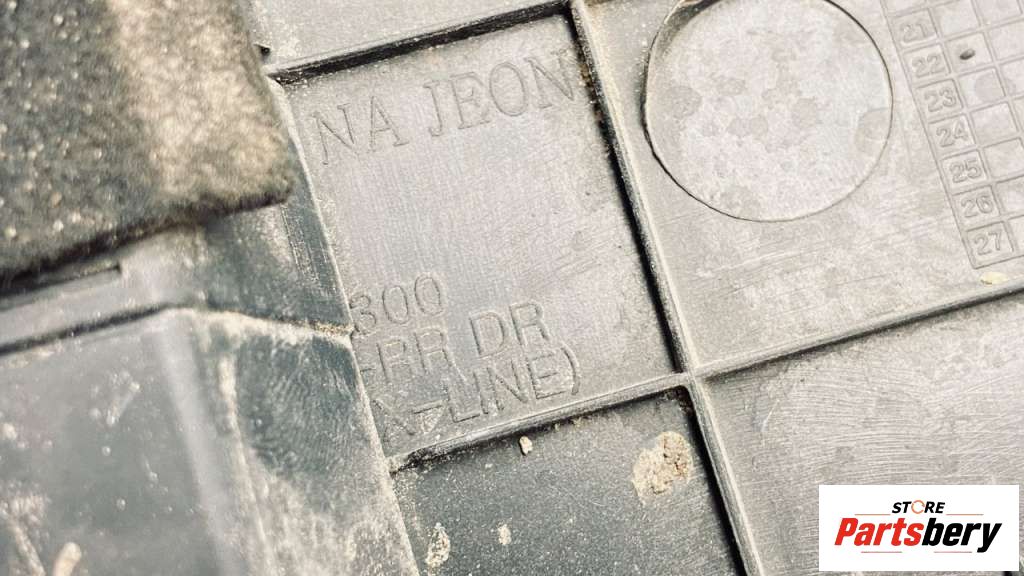 NA JEON
300
-RR DR
X-LINE)
21
22
23
24
25
26
27
STORE
Partsbery